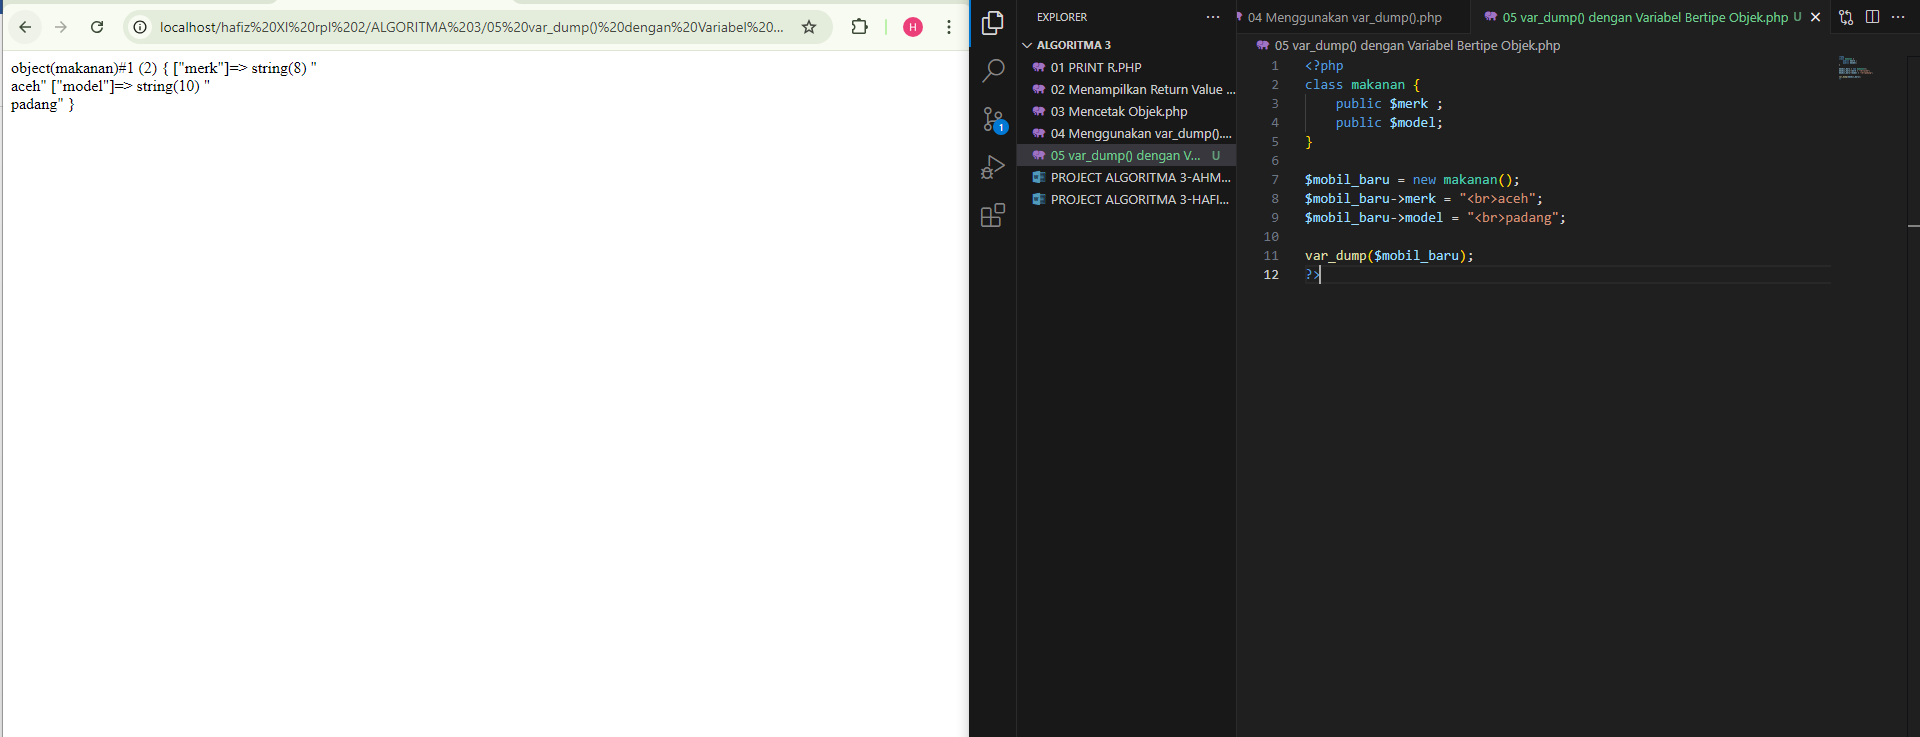 localhost/hafiz%20XI%20rpl%202/ALGORITMA%203/05%20var_dump()%20dengan%20Variabel%20...
H
object(makanan)#1 (2) { ["merk"]=> string(8) "
aceh" ["model"]=> string(10) "
padang" }
1
EXPLORER
ALGORITMA 3
01 PRINT R.PHP
02 Menampilkan Return Value ...
03 Mencetak Objek.php
04 Menggunakan var_dump()....
05 var_dump() dengan V... U
PROJECT ALGORITMA 3-AHM...
PROJECT ALGORITMA 3-HAFI...
04 Menggunakan var_dump().php
05 var_dump() dengan Variabel Bertipe Objek.php U
05 var_dump() dengan Variabel Bertipe Objek.php
1 <?php
2 class makanan {
3 public $merk ;
4 public $model;
5 }
6
7 $mobil_baru = new makanan();
8 $mobil_baru->merk = "<br>aceh";
9 $mobil_baru->model = "<br>padang";
10
11 var_dump($mobil_baru);
12 ?>